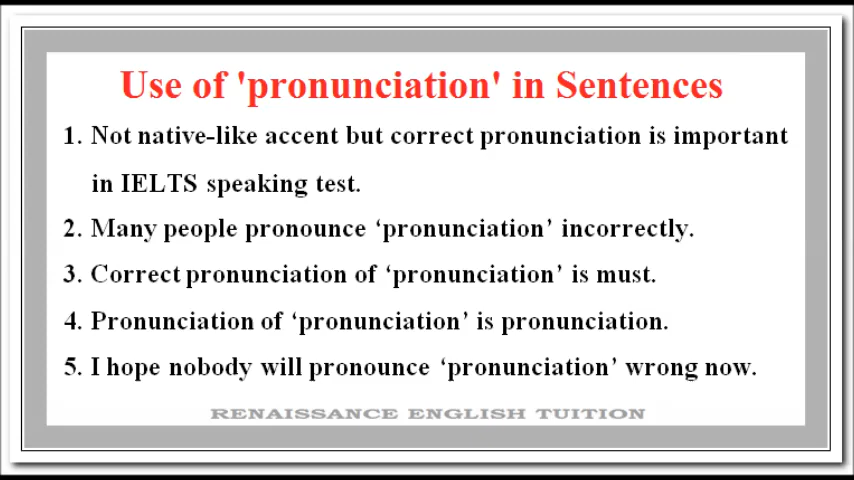 Use of 'pronunciation' in Sentences
1. Not native-like accent but correct pronunciation is important
in IELTS speaking test.
2. Many people pronounce ‘pronunciation’ incorrectly.
3. Correct pronunciation of ‘pronunciation’ is must.
4. Pronunciation of ‘pronunciation’ is pronunciation.
5. I hope nobody will pronounce ‘pronunciation’ wrong now.
RENAISSANCE ENGLISH TUITION